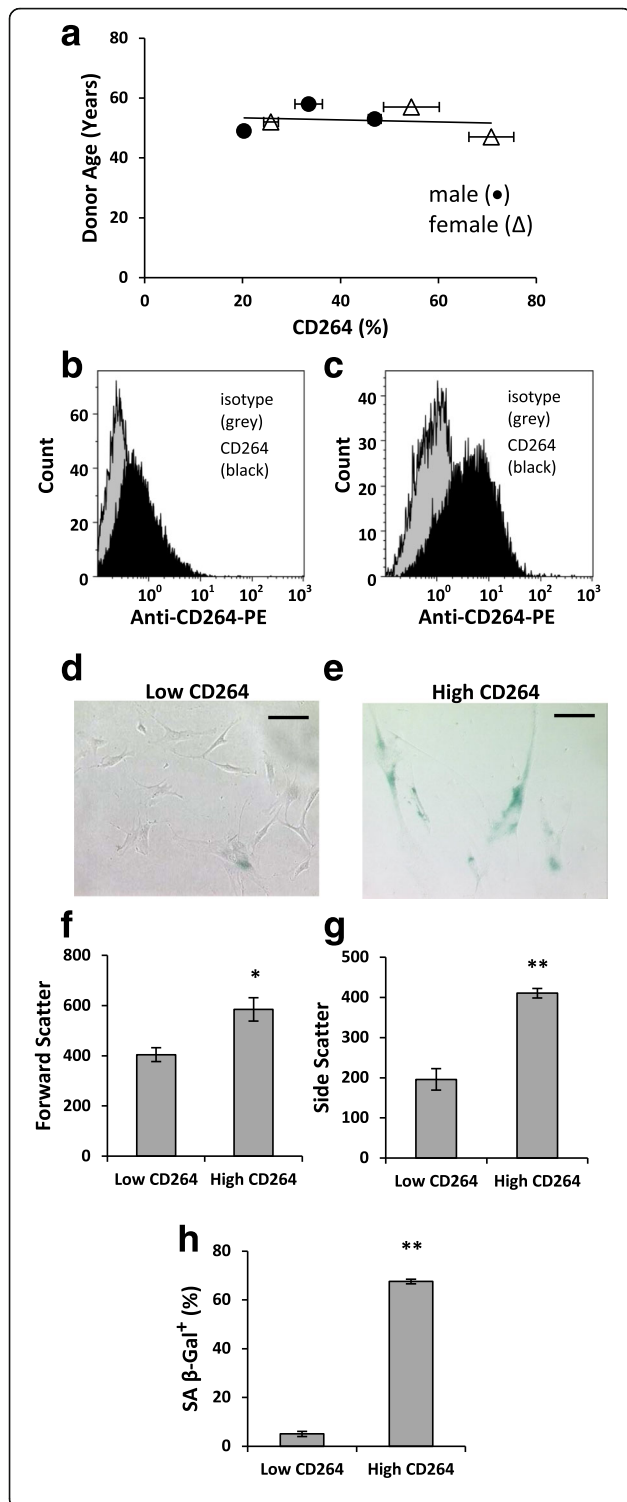 a
80
60
40
20
0
Donor Age (Years)
male (●)
female (Δ)
0 20 40 60 80
CD264 (%)
b
60
40
20
0
Count
isotype
(grey)
CD264
(black)
10⁰ 10¹ 10² 10³
Anti-CD264-PE
c
40
30
20
10
0
Count
isotype
(grey)
CD264
(black)
10⁰ 10¹ 10² 10³
Anti-CD264-PE
d
Low CD264
e
High CD264
f
800
600
400
200
0
Forward Scatter
*
Low CD264 High CD264
g
500
400
300
200
100
0
Side Scatter
**
Low CD264 High CD264
h
80
60
40
20
0
SA β-Gal⁺ (%)
**
Low CD264 High CD264